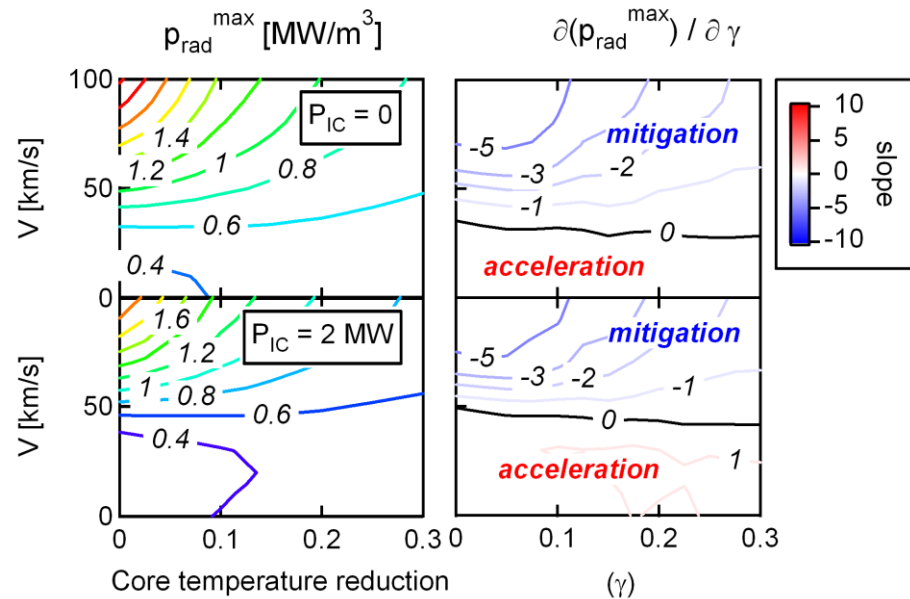 p_rad^max [MW/m³]
∂(p_rad^max) / ∂ γ
V [km/s]
100
50
0
P_IC = 0
1.4
1.2
1
0.8
0.6
0.4
mitigation
-5
-3
-2
-1
0
acceleration
10
5
0
-5
-10
slope
V [km/s]
50
0
P_IC = 2 MW
1.6
1.2
1
0.8
0.6
0.4
mitigation
-5
-3
-2
-1
0
1
acceleration
0 0.1 0.2 0.3
0 0.1 0.2 0.3
Core temperature reduction
(γ)